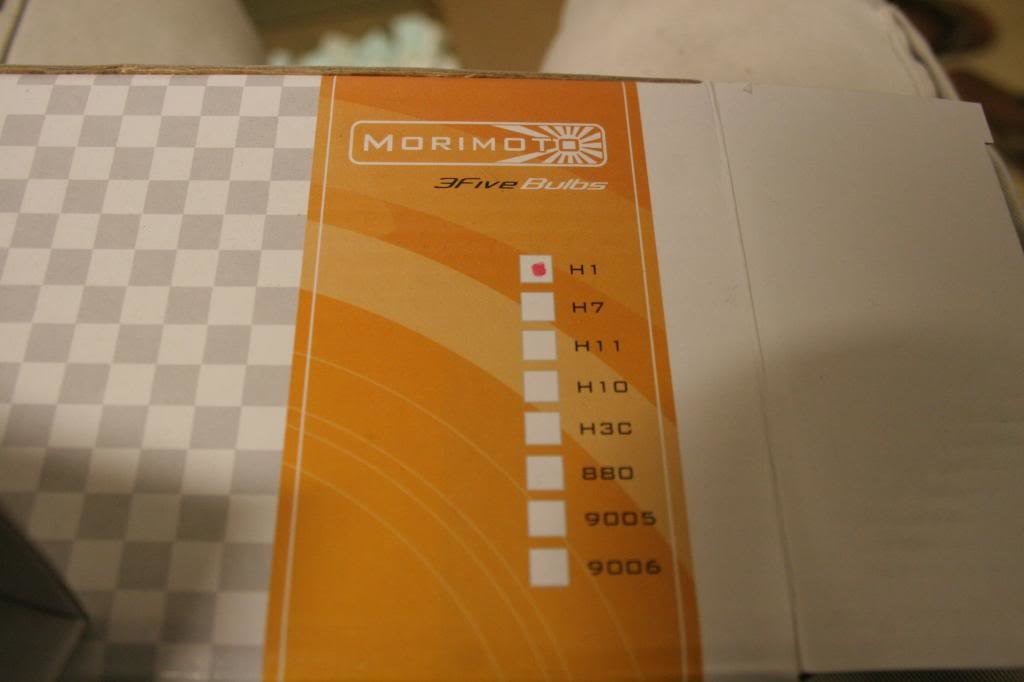 MORIMOTO
3Five Bulbs
H1
H7
H11
H10
H3C
880
9005
9006